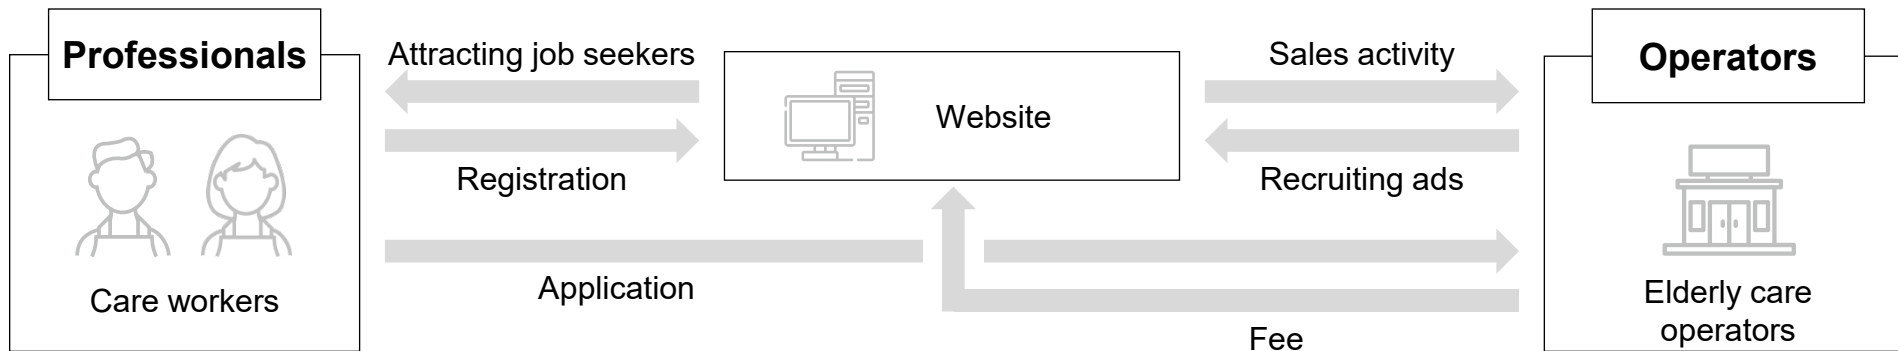 Professionals
Attracting job seekers
Sales activity
Operators
Website
Registration
Recruiting ads
Application
Care workers
Elderly care
operators
Fee